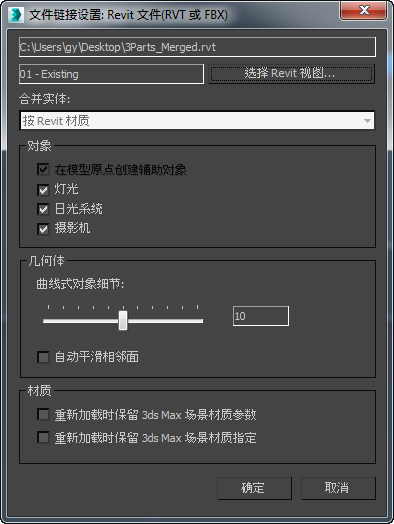 文件链接设置: Revit 文件(RVT 或 FBX)
C:\Users\gy\Desktop\3Parts_Merged.rvt
01 - Existing
选择 Revit 视图...
合并实体:
按 Revit 材质
对象
在模型原点创建辅助对象
灯光
日光系统
摄影机
几何体
曲线式对象细节:
10
自动平滑相邻面
材质
重新加载时保留 3ds Max 场景材质参数
重新加载时保留 3ds Max 场景材质指定
确定
取消